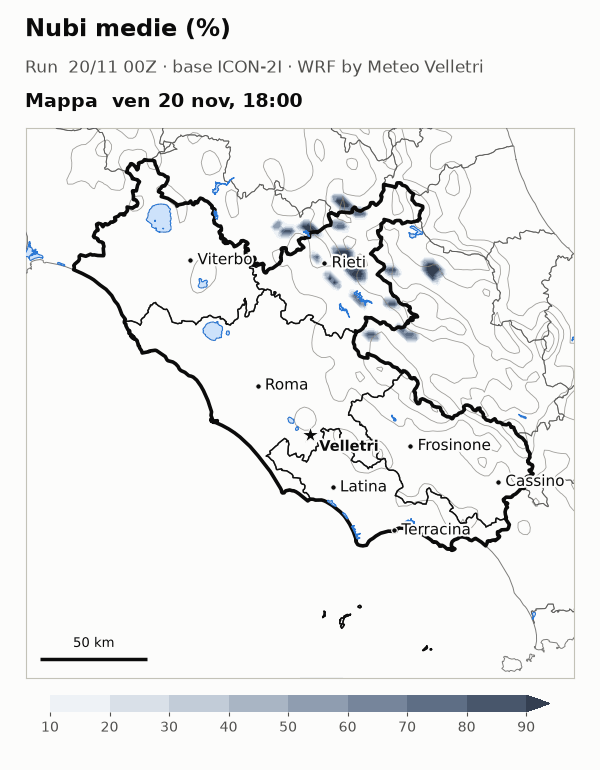 Nubi medie (%)
Run  20/11 00Z · base ICON-2I · WRF by Meteo Velletri
Mappa  ven 20 nov, 18:00
Viterbo
Rieti
Roma
Velletri
Frosinone
Latina
Cassino
Terracina
50 km
10 20 30 40 50 60 70 80 90